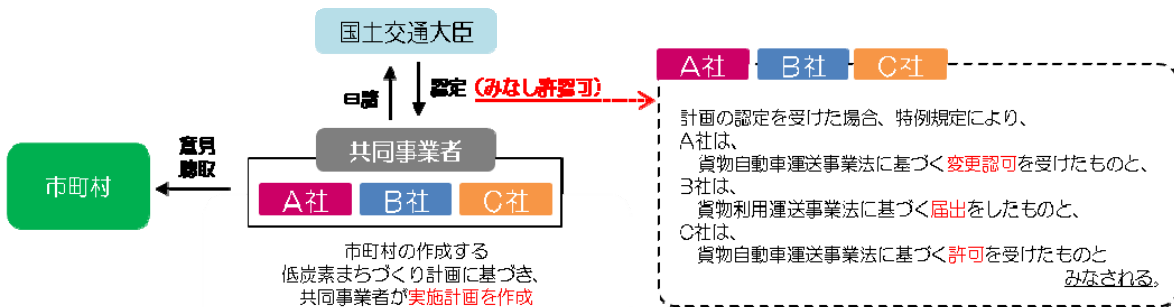 国土交通大臣
申請
認定（みなし許認可）
共同事業者
A社 B社 C社
意見
聴取
市町村
市町村の作成する
低炭素まちづくり計画に基づき、
共同事業者が実施計画を作成
A社 B社 C社
計画の認定を受けた場合、特例規定により、
A社は、
貨物自動車運送事業法に基づく変更認可を受けたものと、
B社は、
貨物利用運送事業法に基づく届出をしたものと、
C社は、
貨物自動車運送事業法に基づく許可を受けたものと
みなされる。